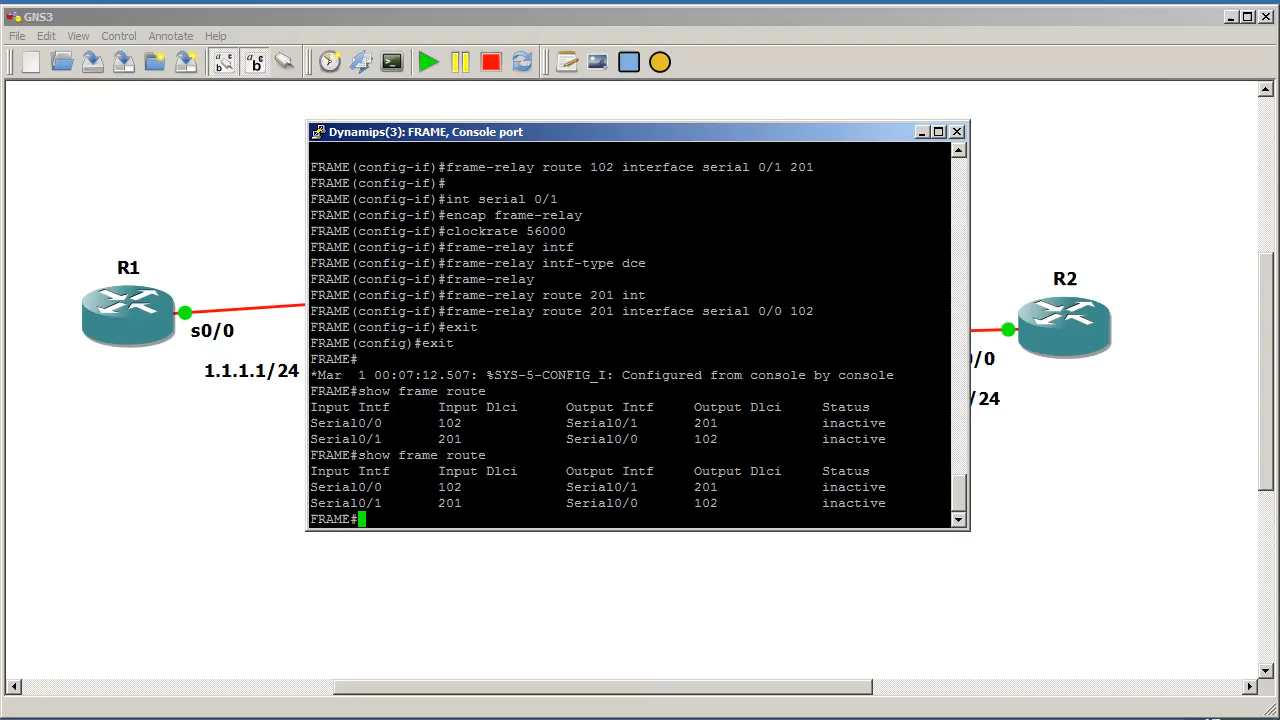 GNS3
File Edit View Control Annotate Help
Dynamips(3): FRAME, Console port
FRAME(config-if)#frame-relay route 102 interface serial 0/1 201
FRAME(config-if)#
FRAME(config-if)#int serial 0/1
FRAME(config-if)#encap frame-relay
FRAME(config-if)#clockrate 56000
FRAME(config-if)#frame-relay intf
FRAME(config-if)#frame-relay intf-type dce
FRAME(config-if)#frame-relay
FRAME(config-if)#frame-relay route 201 int
FRAME(config-if)#frame-relay route 201 interface serial 0/0 102
FRAME(config-if)#exit
FRAME(config)#exit
FRAME#
*Mar  1 00:07:12.507: %SYS-5-CONFIG_I: Configured from console by console
FRAME#show frame route
Input Intf Input Dlci Output Intf Output Dlci Status
Serial0/0 102 Serial0/1 201 inactive
Serial0/1 201 Serial0/0 102 inactive
FRAME#show frame route
Input Intf Input Dlci Output Intf Output Dlci Status
Serial0/0 102 Serial0/1 201 inactive
Serial0/1 201 Serial0/0 102 inactive
FRAME#
R1
s0/0
1.1.1.1/24
R2
/0
/24